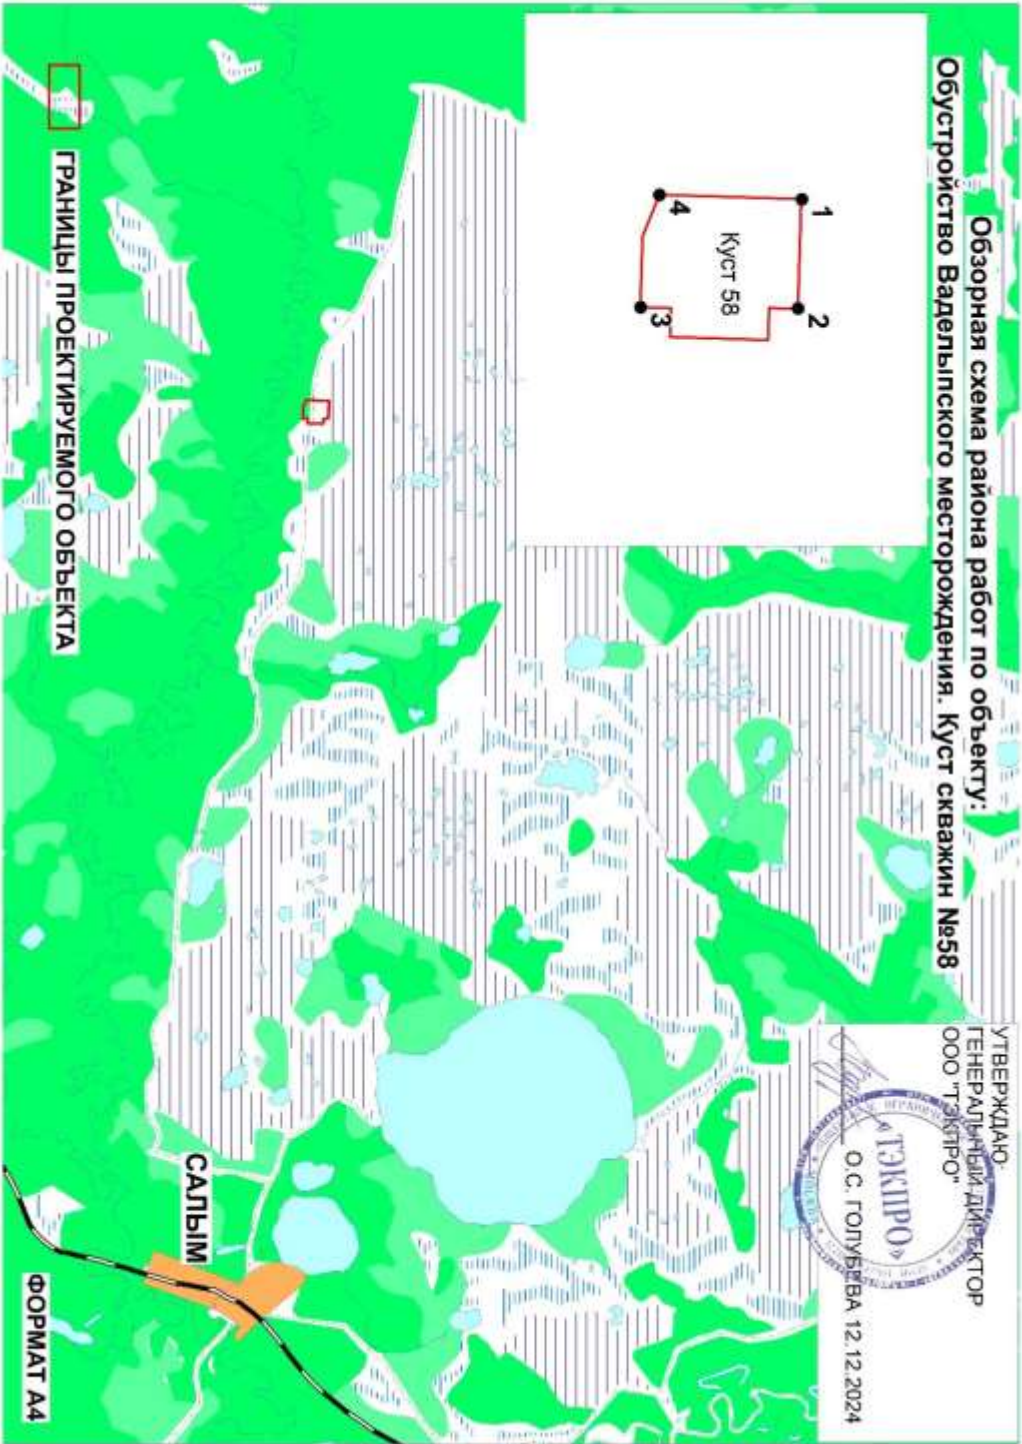 Обзорная схема района работ по объекту:
Обустройство Ваделыпского месторождения. Куст скважин №58
УТВЕРЖДАЮ:
ГЕНЕРАЛЬНЫЙ ДИРЕКТОР
ООО "ТЭКПРО"
О.С. ГОЛУБЕВА 12.12.2024
«ТЭКПРО»
1
2
Куст 58
4
3
САЛЫМ
ГРАНИЦЫ ПРОЕКТИРУЕМОГО ОБЪЕКТА
ФОРМАТ А4